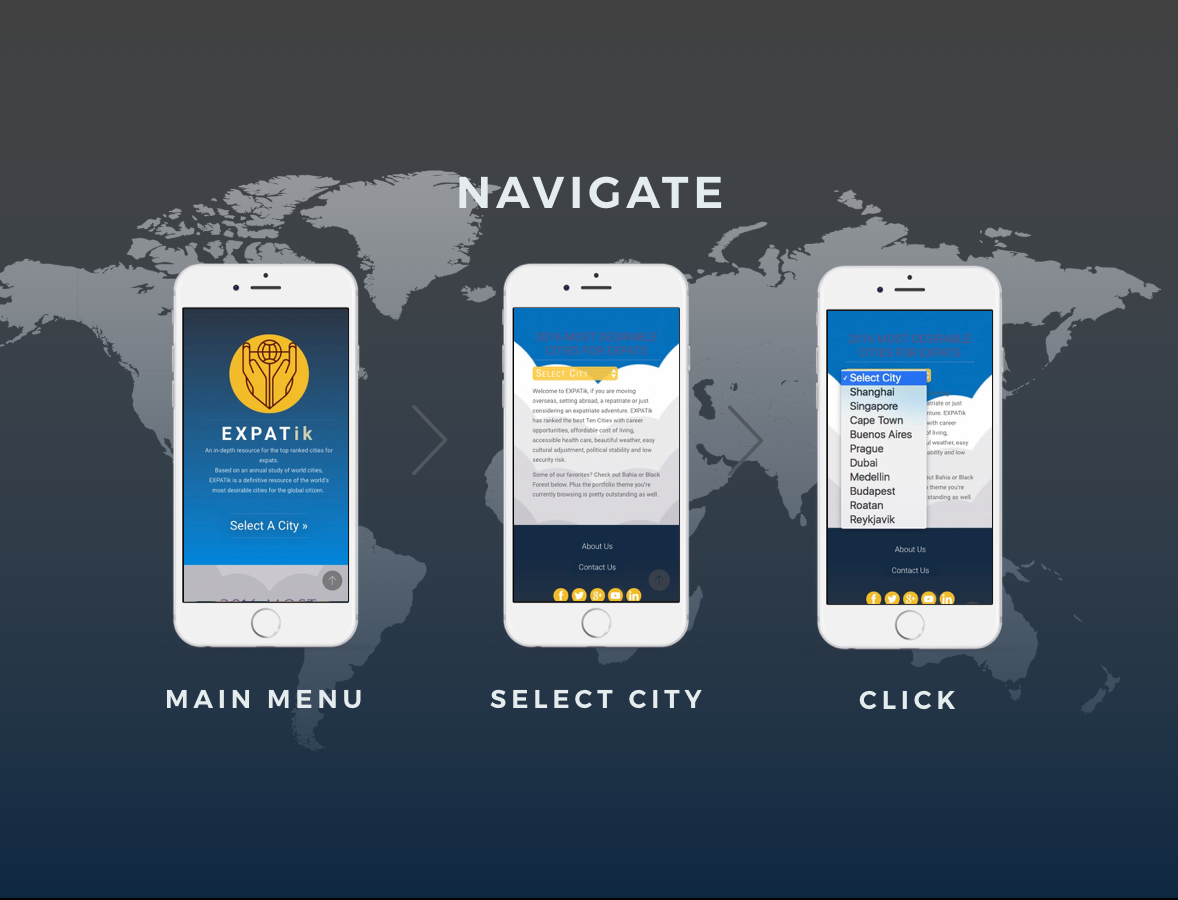 NAVIGATE
EXPATik
An in-depth resource for the top ranked cities for
expats.
Based on an annual study of world cities,
EXPATik is a definitive resource of the world's
most desirable cities for the global citizen.
Select A City »
MAIN MENU
2016 MOST DESIRABLE
CITIES FOR EXPATS
Select City
Welcome to EXPATik, if you are moving
overseas, setting abroad, a repatriate or just
considering an expatriate adventure. EXPATik
has ranked the best Ten Cities with career
opportunities, affordable cost of living,
accessible health care, beautiful weather, easy
cultural adjustment, political stability and low
security risk.
Some of our favorites? Check out Bahia or Black
Forest below. Plus the portfolio theme you're
currently browsing is pretty outstanding as well.
About Us
Contact Us
SELECT CITY
2016 MOST DESIRABLE
CITIES FOR EXPATS
✓ Select City
Shanghai
Singapore
Cape Town
Buenos Aires
Prague
Dubai
Medellin
Budapest
Roatan
Reykjavik
atriate or just
nture. EXPATik
with career
of living,
l weather, easy
ability and low
out Bahia or Black
o theme you're
tstanding as well.
About Us
Contact Us
CLICK